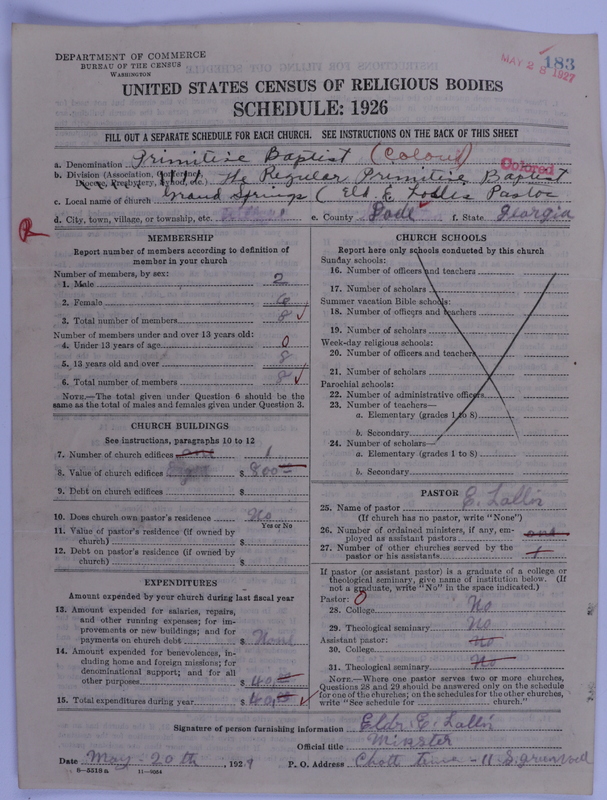 DEPARTMENT OF COMMERCE
BUREAU OF THE CENSUS
WASHINGTON
MAY 28 1927
183
UNITED STATES CENSUS OF RELIGIOUS BODIES
SCHEDULE: 1926
FILL OUT A SEPARATE SCHEDULE FOR EACH CHURCH. SEE INSTRUCTIONS ON THE BACK OF THIS SHEET
a. Denomination Primitive Baptist (Colord) Colored
b. Division (Association, Conference, Diocese, Presbytery, Synod, etc.) The Regular Primitive Baptist
c. Local name of church Grand Springs (Eld. E. Pastor
d. City, town, village, or township, etc. e. County Dade f. State Georgia
MEMBERSHIP
Report number of members according to definition of member in your church
Number of members, by sex:
1. Male 2
2. Female 6
3. Total number of members 8
Number of members under and over 13 years old:
4. Under 13 years of age 0
5. 13 years old and over 8
6. Total number of members 8
NOTE.—The total given under Question 6 should be the same as the total of males and females given under Question 3.
CHURCH BUILDINGS
See instructions, paragraphs 10 to 12
7. Number of church edifices one 1
8. Value of church edifices $ 800
9. Debt on church edifices $
10. Does church own pastor's residence No
Yes or No
11. Value of pastor's residence (if owned by church) $
12. Debt on pastor's residence (if owned by church) $
EXPENDITURES
Amount expended by your church during last fiscal year
13. Amount expended for salaries, repairs, and other running expenses; for improvements or new buildings; and for payments on church debt $ None
14. Amount expended for benevolences, including home and foreign missions; for denominational support; and for all other purposes $ 40.00
15. Total expenditures during year $ 40.00
CHURCH SCHOOLS
Report here only schools conducted by this church
Sunday schools:
16. Number of officers and teachers
17. Number of scholars
Summer vacation Bible schools:
18. Number of officers and teachers
19. Number of scholars
Week-day religious schools:
20. Number of officers and teachers
21. Number of scholars
Parochial schools:
22. Number of administrative officers
23. Number of teachers—
a. Elementary (grades 1 to 8)
b. Secondary
24. Number of scholars—
a. Elementary (grades 1 to 8)
b. Secondary
PASTOR
25. Name of pastor E.
(If church has no pastor, write "None")
26. Number of ordained ministers, if any, employed as assistant pastors one
27. Number of other churches served by the pastor or his assistants 1
If pastor (or assistant pastor) is a graduate of a college or theological seminary, give name of institution below. (If not a graduate, write "No" in the space indicated.)
Pastor: 0
28. College No
29. Theological seminary No
Assistant pastor:
30. College No
31. Theological seminary No
NOTE.—Where one pastor serves two or more churches, Questions 28 and 29 should be answered only on the schedule for one of the churches; on the schedules for the other churches, write "See schedule for church."
Signature of person furnishing information Eldr. E.
Official title
Date May 20th, 1927
P. O. Address
8—5519 a 11—9054